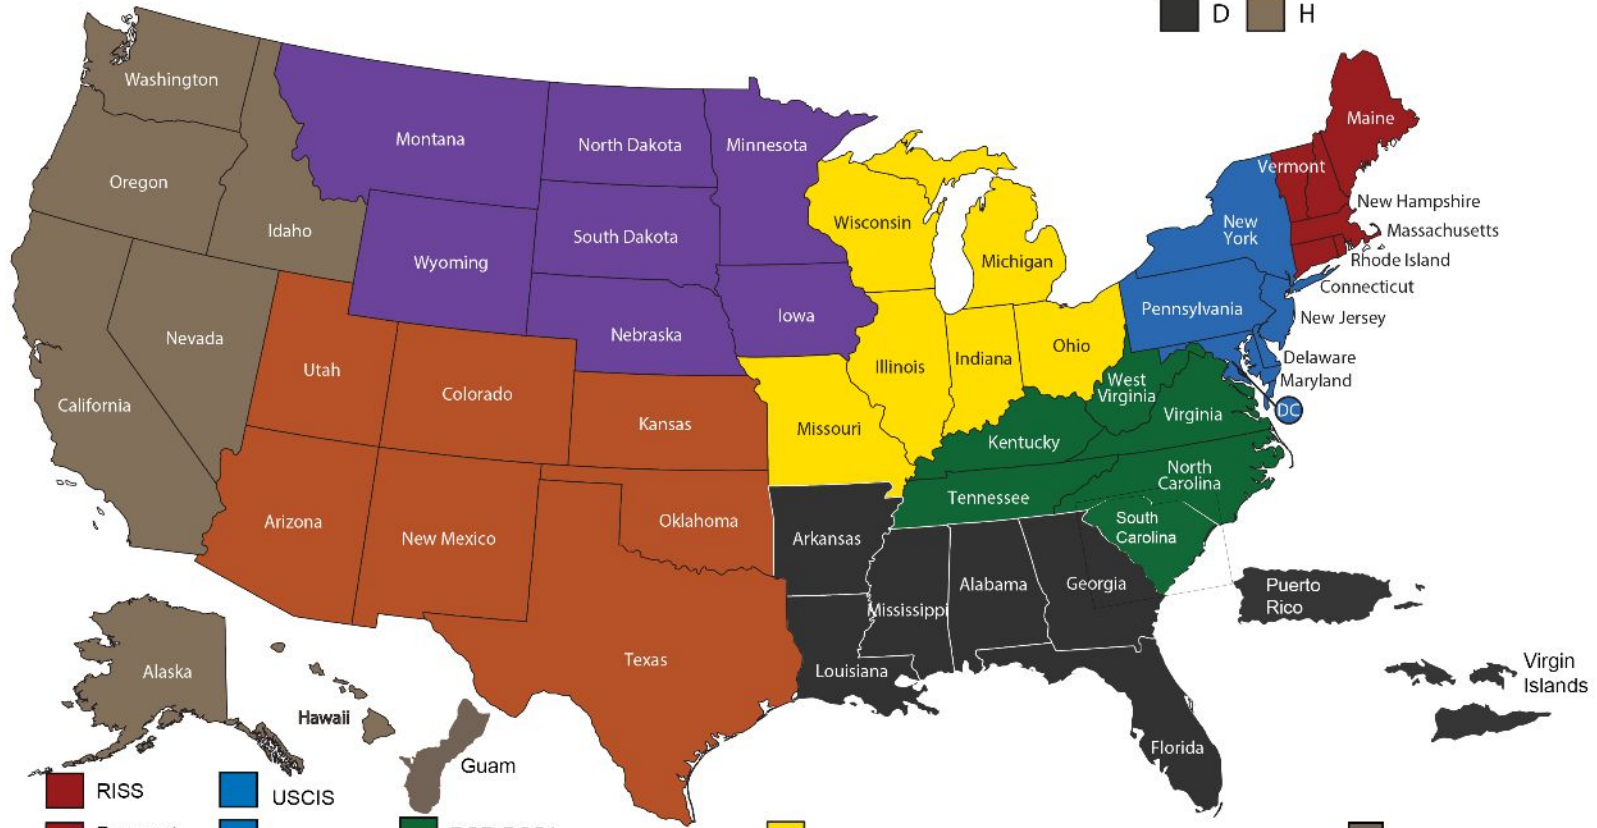 D H
Washington
Montana
North Dakota
Minnesota
Maine
Oregon
Idaho
Wyoming
South Dakota
Wisconsin
Michigan
New
York
Vermont
New Hampshire
Massachusetts
Rhode Island
Connecticut
New Jersey
Pennsylvania
Delaware
Maryland
DC
Nevada
California
Utah
Colorado
Nebraska
Iowa
Illinois
Indiana
Ohio
West
Virginia
Virginia
Kansas
Missouri
Kentucky
North
Carolina
Tennessee
South
Carolina
Arizona
New Mexico
Oklahoma
Arkansas
Mississippi
Alabama
Georgia
Puerto
Rico
Texas
Louisiana
Florida
Virgin
Islands
Alaska
Hawaii
Guam
RISS
USCIS